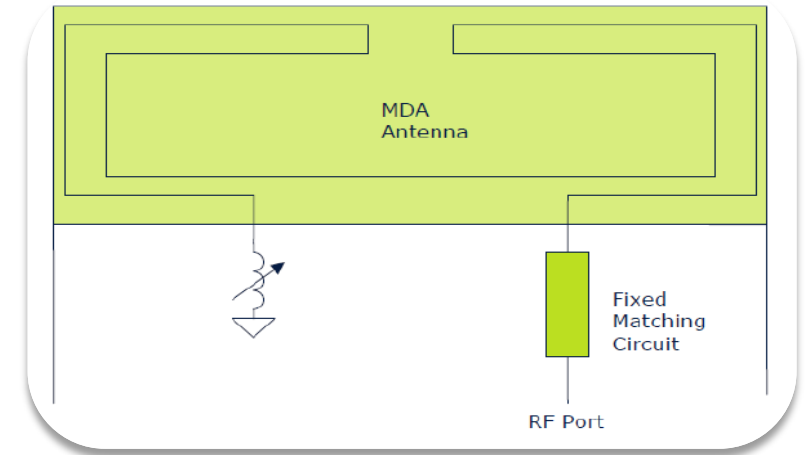 MDA
Antenna
Fixed
Matching
Circuit
RF Port